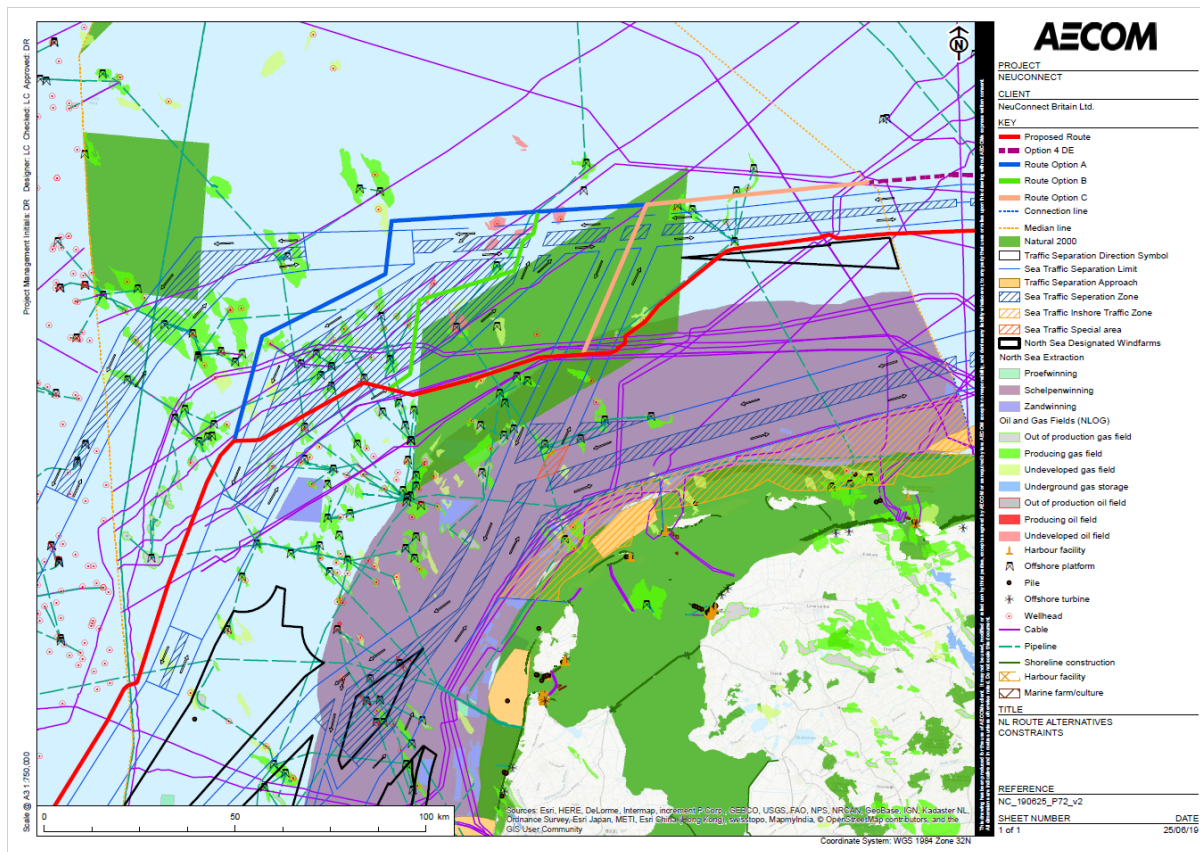 AECOM
PROJECT
NEUCONNECT
CLIENT
NeuConnect Britain Ltd.
KEY
Proposed Route
Option 4 DE
Route Option A
Route Option B
Route Option C
Connection line
Median line
Natural 2000
Traffic Separation Direction Symbol
Sea Traffic Separation Limit
Traffic Separation Approach
Sea Traffic Seperation Zone
Sea Traffic Inshore Traffic Zone
Sea Traffic Special area
North Sea Designated Windfarms
North Sea Extraction
Proefwinning
Schelpenwinning
Zandwinning
Oil and Gas Fields (NLOG)
Out of production gas field
Producing gas field
Undeveloped gas field
Underground gas storage
Out of production oil field
Producing oil field
Undeveloped oil field
Harbour facility
Offshore platform
Pile
Offshore turbine
Wellhead
Cable
Pipeline
Shoreline construction
Harbour facility
Marine farm/culture
TITLE
NL ROUTE ALTERNATIVES
CONSTRAINTS
REFERENCE
NC_190625_P72_v2
SHEET NUMBER DATE
1 of 1 25/06/19
N
Project Management Initials: DR Designer: LC Checked: LC Approved: DR
Scale @ A3 1:750,000
0 50 100 km
Sources: Esri, HERE, DeLorme, Intermap, increment P Corp., GEBCO, USGS, FAO, NPS, NRCAN, GeoBase, IGN, Kadaster NL,
Ordnance Survey, Esri Japan, METI, Esri China (Hong Kong), swisstopo, MapmyIndia, © OpenStreetMap contributors, and the
GIS User Community
Coordinate System: WGS 1984 Zone 32N